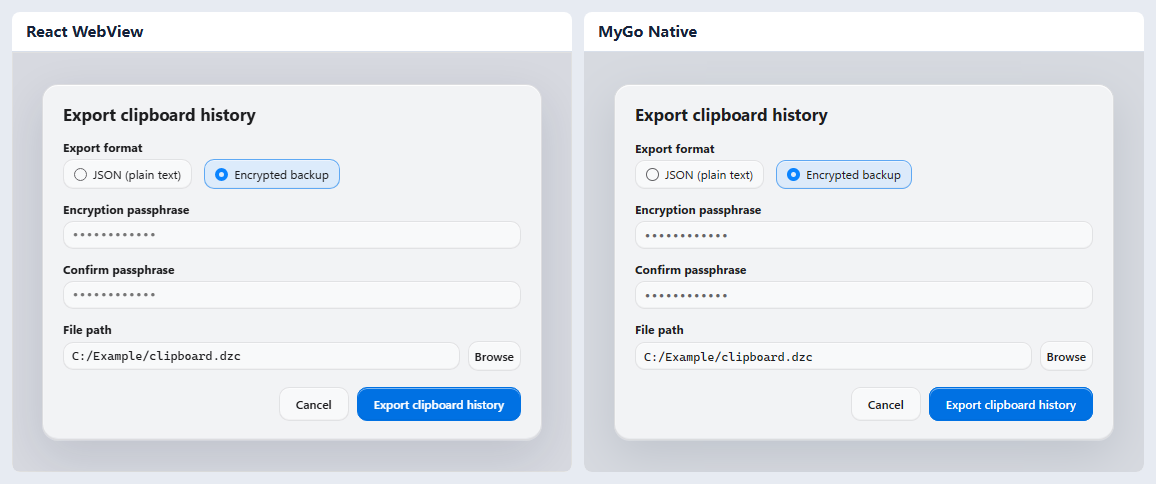 React WebView
Export clipboard history
Export format
JSON (plain text) Encrypted backup
Encryption passphrase
••••••••••••
Confirm passphrase
••••••••••••
File path
C:/Example/clipboard.dzc Browse
Cancel Export clipboard history
MyGo Native
Export clipboard history
Export format
JSON (plain text) Encrypted backup
Encryption passphrase
••••••••••••
Confirm passphrase
••••••••••••
File path
C:/Example/clipboard.dzc Browse
Cancel Export clipboard history